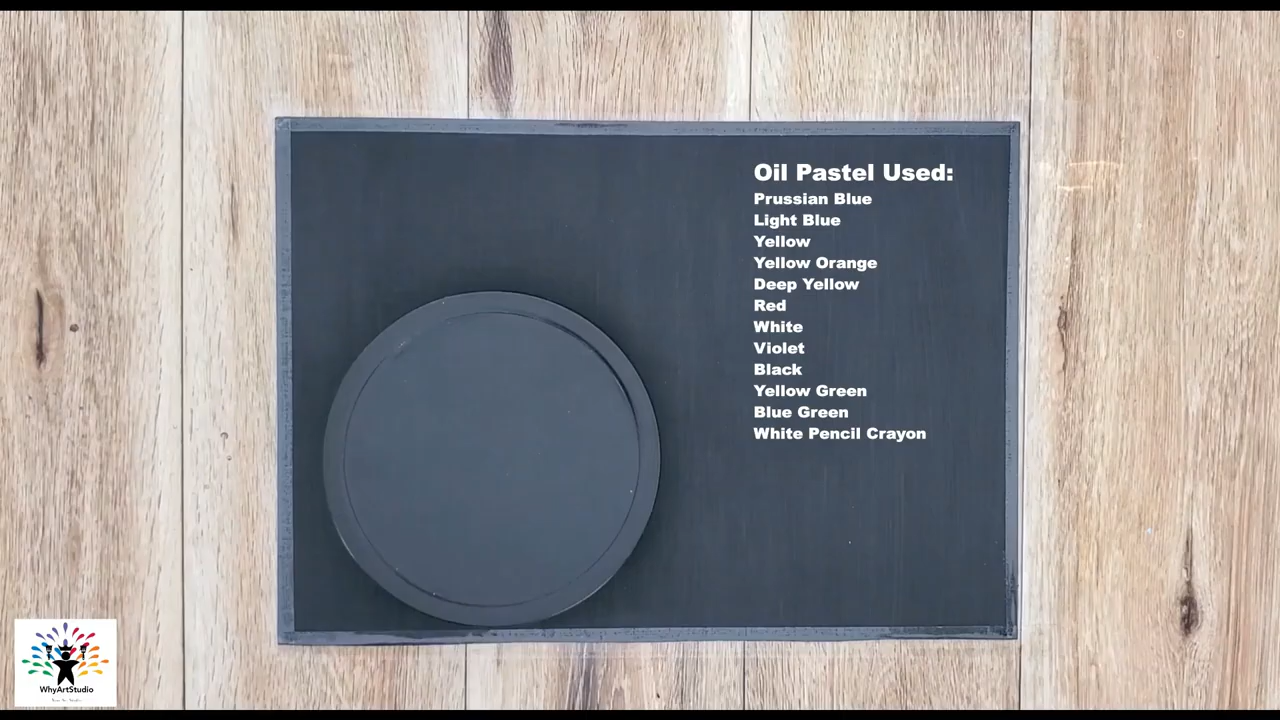 Oil Pastel Used:
Prussian Blue
Light Blue
Yellow
Yellow Orange
Deep Yellow
Red
White
Violet
Black
Yellow Green
Blue Green
White Pencil Crayon
WhyArtStudio